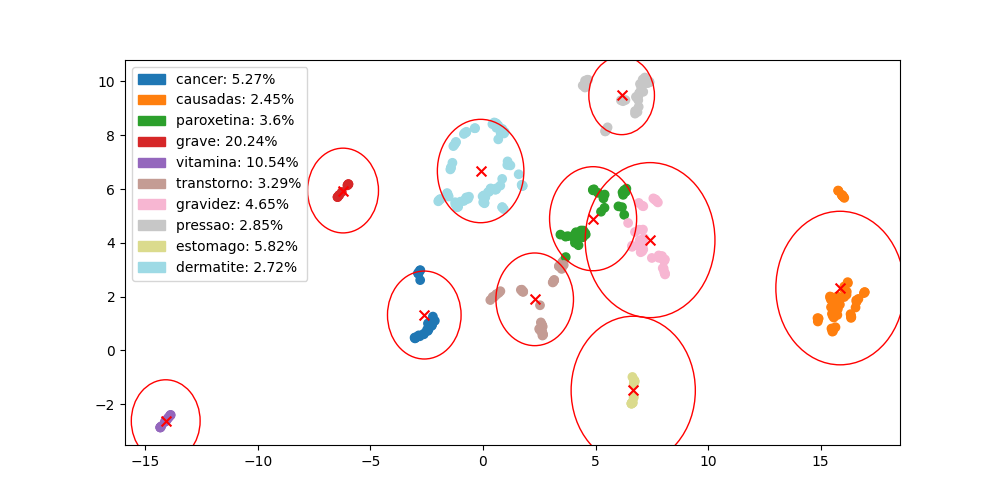 cancer: 5.27%
causadas: 2.45%
paroxetina: 3.6%
grave: 20.24%
vitamina: 10.54%
transtorno: 3.29%
gravidez: 4.65%
pressao: 2.85%
estomago: 5.82%
dermatite: 2.72%
10
8
6
4
2
0
−2
−15 −10 −5 0 5 10 15